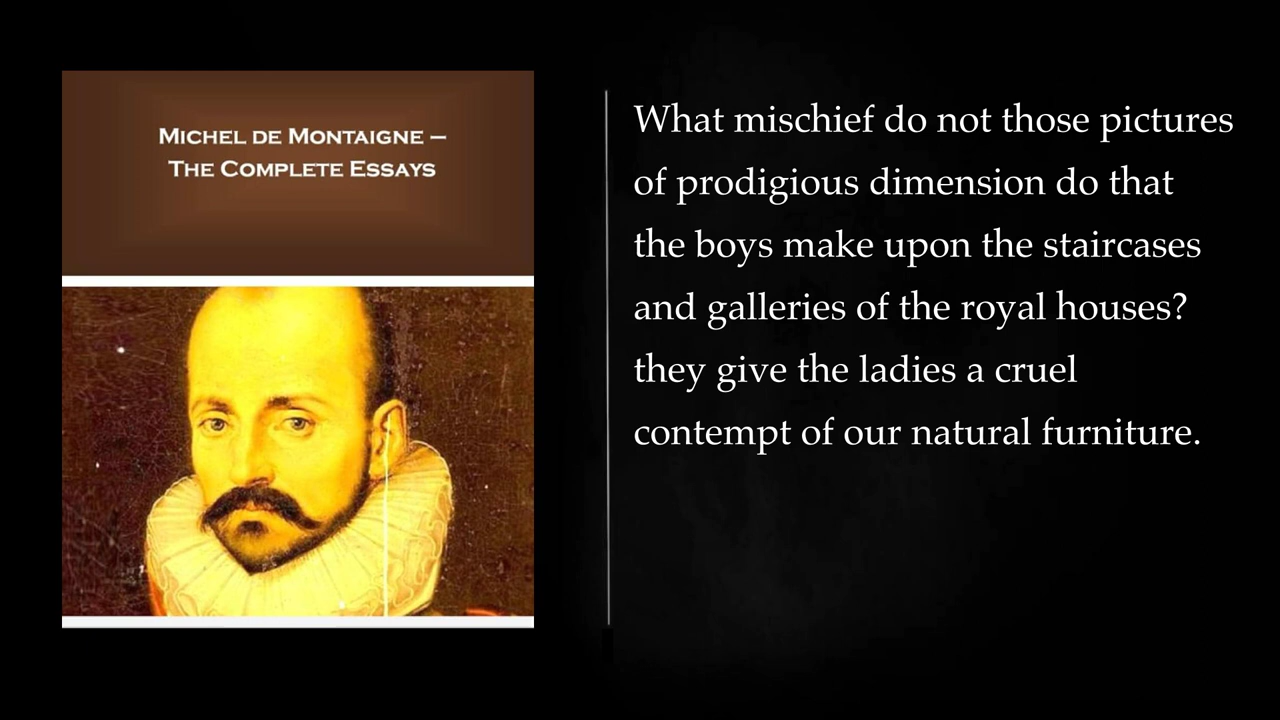 MICHEL DE MONTAIGNE –
THE COMPLETE ESSAYS
What mischief do not those pictures
of prodigious dimension do that
the boys make upon the staircases
and galleries of the royal houses?
they give the ladies a cruel
contempt of our natural furniture.